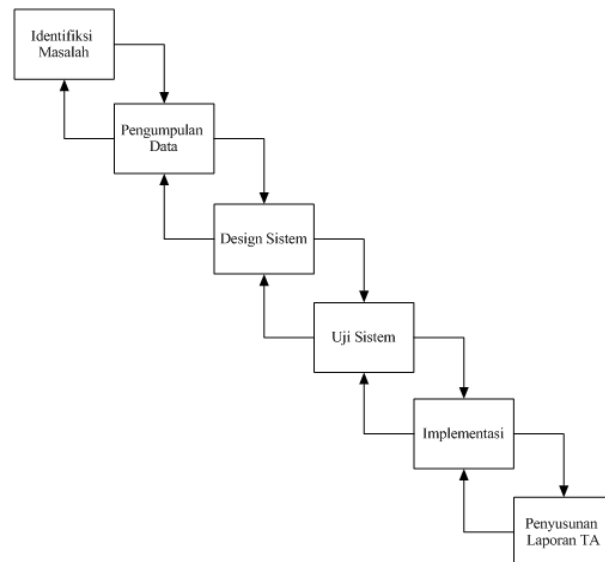 Identifiksi
Masalah
Pengumpulan
Data
Design Sistem
Uji Sistem
Implementasi
Penyusunan
Laporan TA